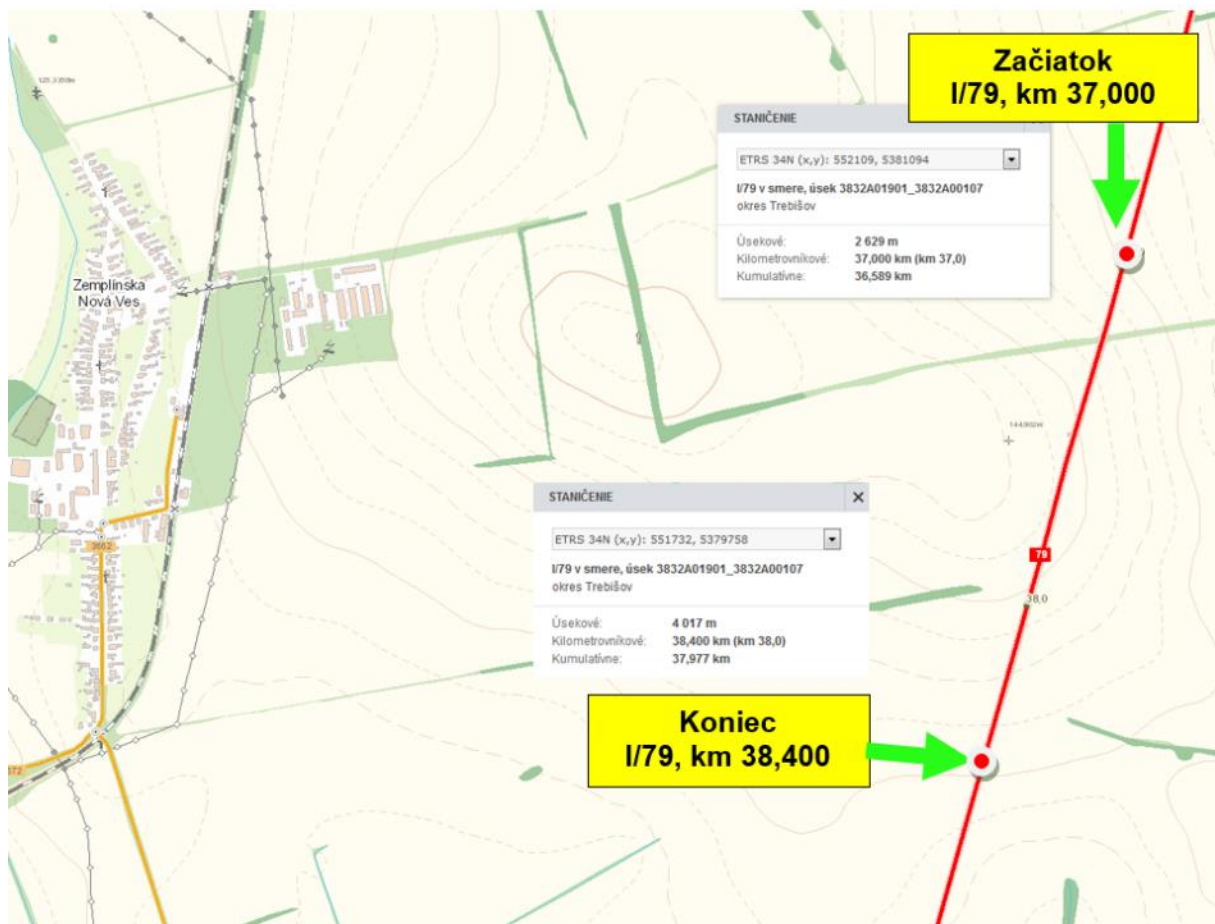 Začiatok
I/79, km 37,000
STANIČENIE
ETRS 34N (x,y): 552109, 5381094
I/79 v smere, úsek 3832A01901_3832A00107
okres Trebišov
Úsekové: 2 629 m
Kilometrovníkové: 37,000 km (km 37,0)
Kumulatívne: 36,589 km
Zemplínska
Nová Ves
STANIČENIE
ETRS 34N (x,y): 551732, 5379758
I/79 v smere, úsek 3832A01901_3832A00107
okres Trebišov
Úsekové: 4 017 m
Kilometrovníkové: 38,400 km (km 38,0)
Kumulatívne: 37,977 km
3662
79
38,0
Koniec
I/79, km 38,400